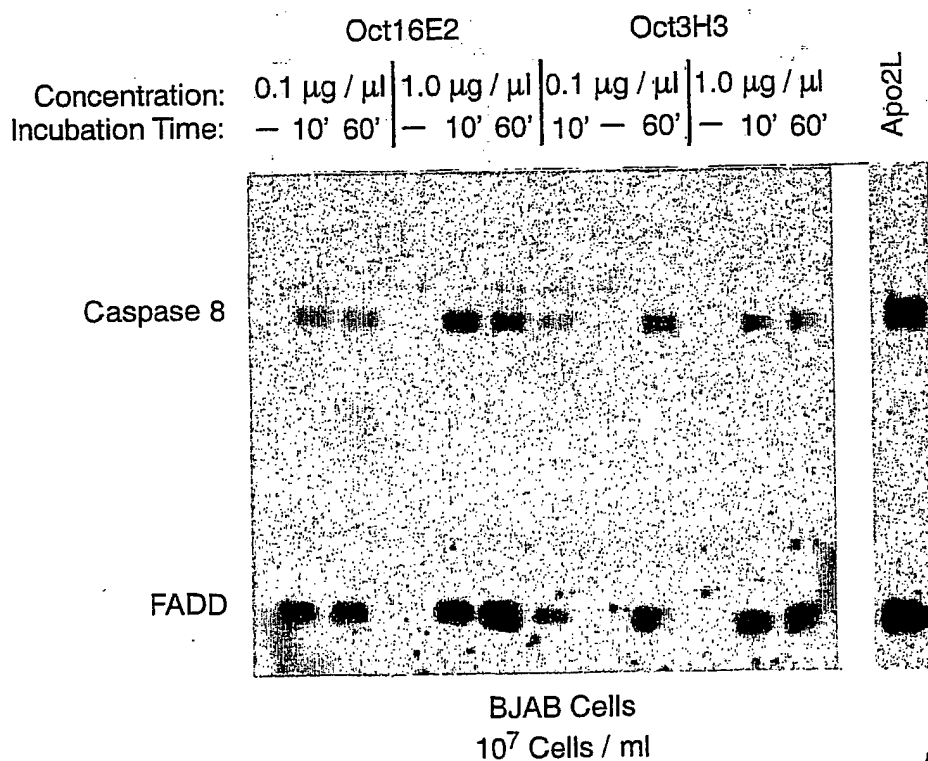 Oct16E2 Oct3H3
Apo2L
Concentration: 0.1 µg / µl 1.0 µg / µl 0.1 µg / µl 1.0 µg / µl
Incubation Time: — 10' 60' — 10' 60' 10' — 60' — 10' 60'
Caspase 8
FADD
BJAB Cells
10⁷ Cells / ml